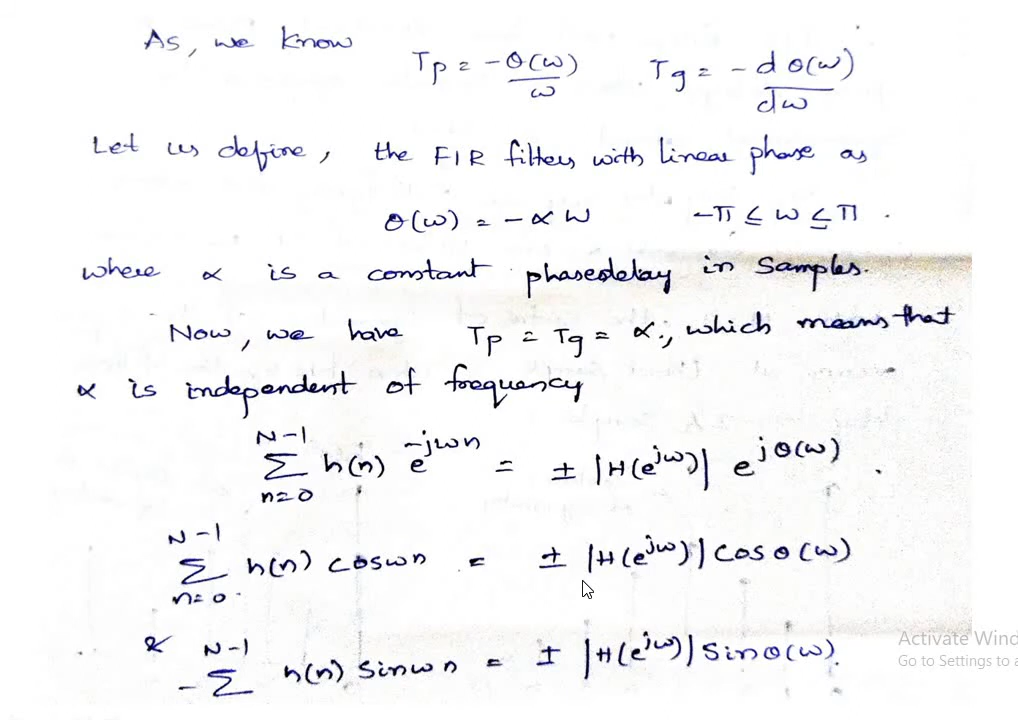 As, we know Tp = -θ(ω)/ω Tg = -dθ(ω)/dω
Let us define, the FIR filters with linear phase as
θ(ω) = -αω -π ≤ ω ≤ π.
where α is a constant phasedelay in samples.
Now, we have Tp = Tg = α, which means that
α is independent of frequency
N-1 ∑ n=0 h(n) e^{-jωn} = ± |H(e^{jω})| e^{jθ(ω)}.
N-1 ∑ n=0 h(n) cosωn = ± |H(e^{jω})| cosθ(ω)
& -N-1 ∑ h(n) sinωn = ± |H(e^{jω})| sinθ(ω).
Activate Wind
Go to Settings to a